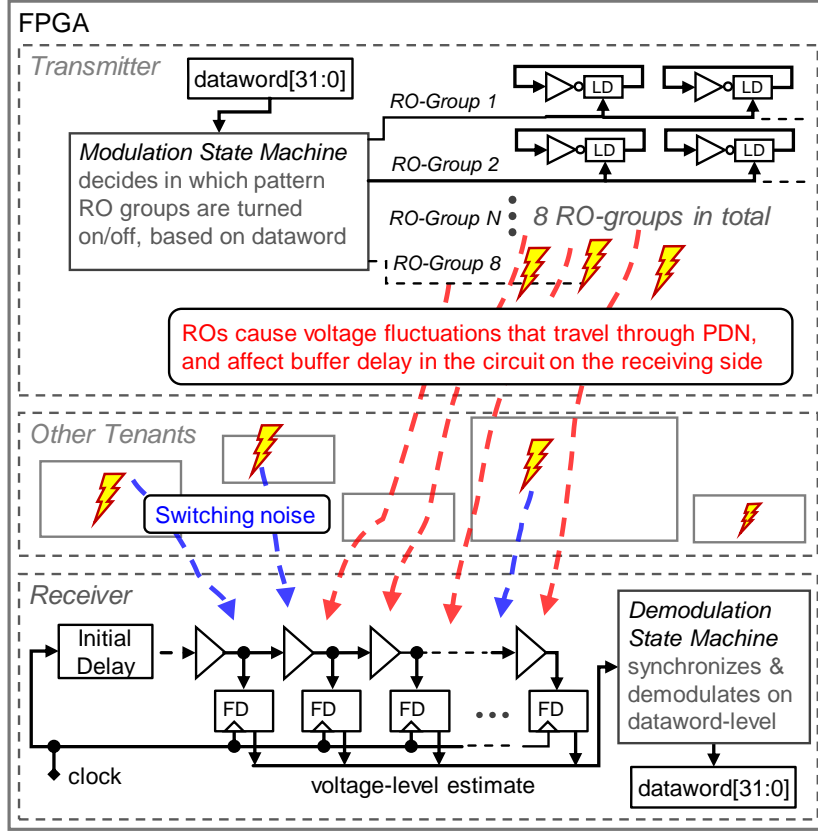 FPGA
Transmitter
dataword[31:0]
RO-Group 1
LD
LD
Modulation State Machine
decides in which pattern
RO groups are turned
on/off, based on dataword
RO-Group 2
LD
LD
RO-Group N
8 RO-groups in total
RO-Group 8
ROs cause voltage fluctuations that travel through PDN,
and affect buffer delay in the circuit on the receiving side
Other Tenants
Switching noise
Receiver
Initial
Delay
Demodulation
State Machine
synchronizes &
demodulates on
dataword-level
FD
FD
FD
FD
clock
voltage-level estimate
dataword[31:0]